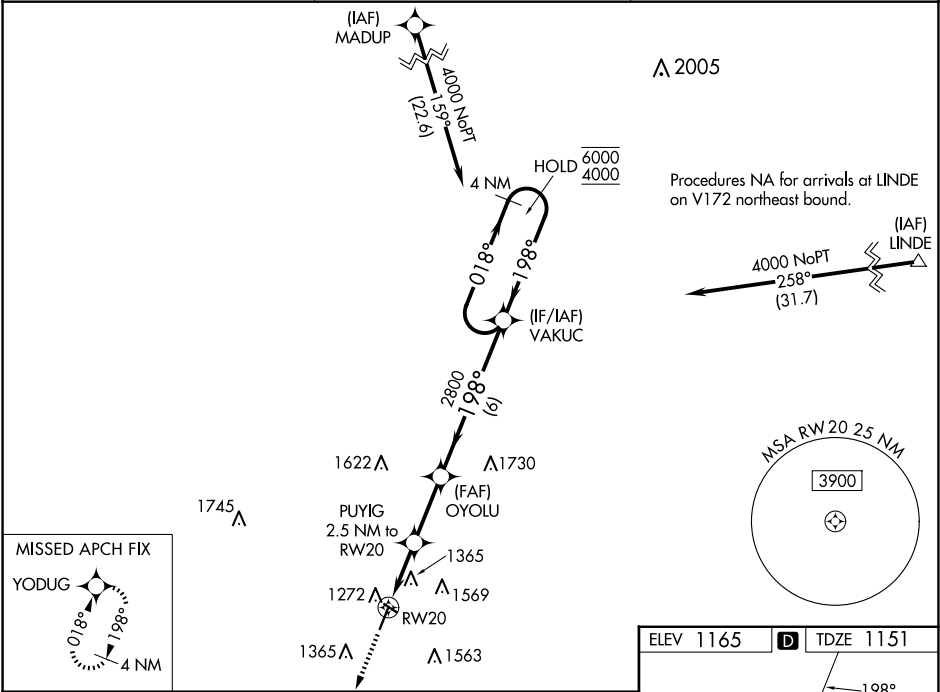 (IAF)
MADUP
4000 NoPT
159°
(22.6)
2005
HOLD 6000
4000
4 NM
Procedures NA for arrivals at LINDE
on V172 northeast bound.
(IAF)
LINDE
4000 NoPT
258°
(31.7)
018°
198°
(IF/IAF)
VAKUC
2800
198°
(6)
MSA RW 20 25 NM
3900
1622
1730
(FAF)
OYOLU
1745
PUYIG
2.5 NM to
RW20
1365
MISSED APCH FIX
YODUG
018°
198°
4 NM
1272
1569
RW20
1365
1563
ELEV 1165 D TDZE 1151
198°